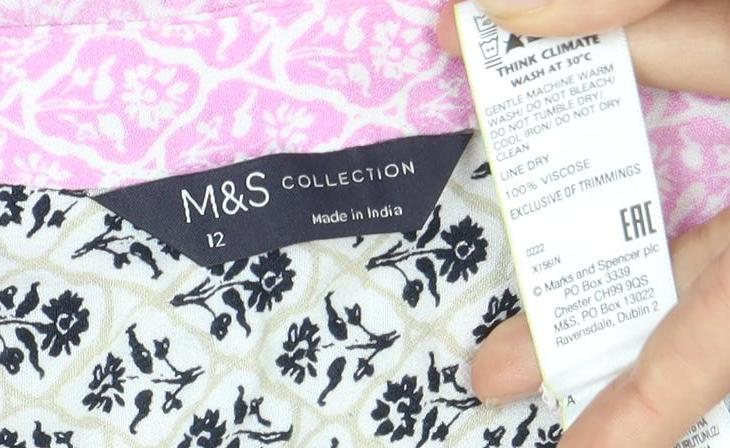 M&S COLLECTION
Made in India
12
THINK CLIMATE
WASH AT 30°C
GENTLE MACHINE WARM
WASH/ DO NOT BLEACH/
DO NOT TUMBLE DRY/
COOL IRON/ DO NOT DRY
CLEAN
LINE DRY
100% VISCOSE
EXCLUSIVE OF TRIMMINGS
EAC
0222
X156IN
© Marks and Spencer plc
PO Box 3339
Chester CH99 9QS
M&S, PO Box 13022
Ravensdale, Dublin 2